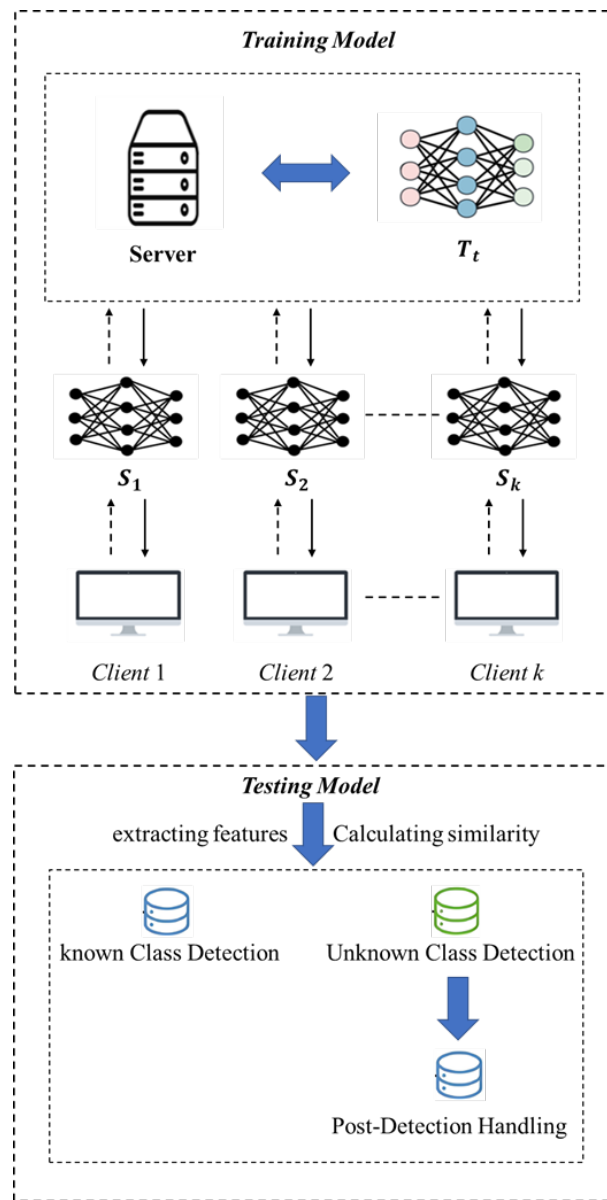 Training Model
Server
T_t
S_1
S_2
S_k
Client 1
Client 2
Client k
Testing Model
extracting features
Calculating similarity
known Class Detection
Unknown Class Detection
Post-Detection Handling